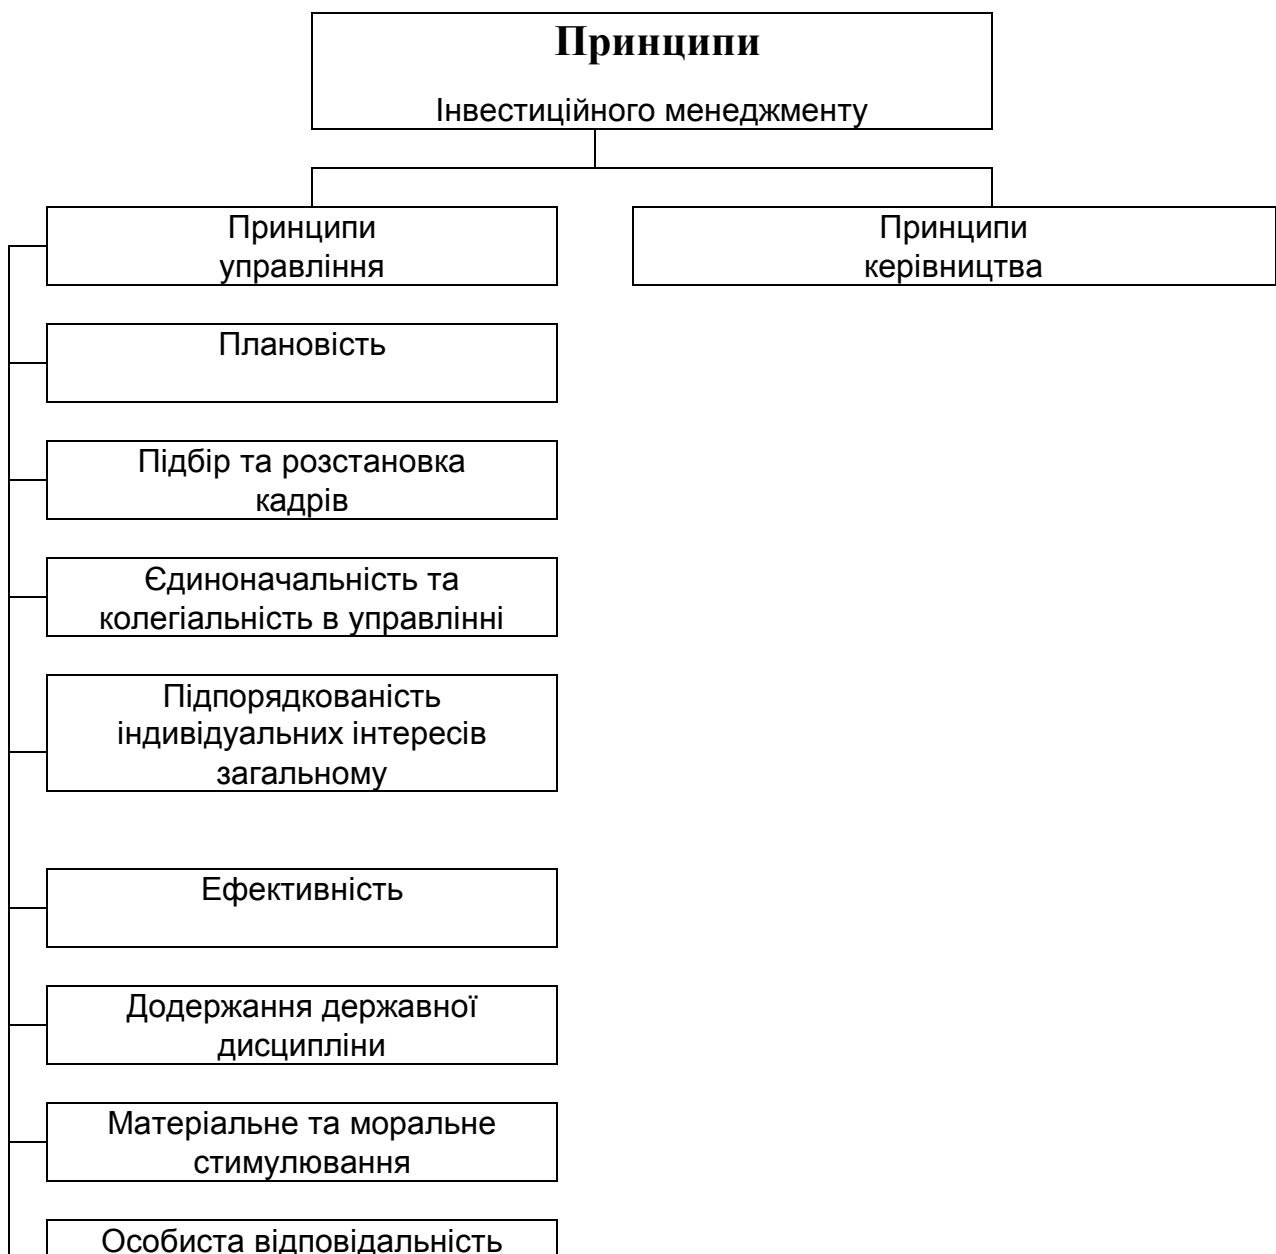 Принципи
Інвестиційного менеджменту
Принципи
управління
Принципи
керівництва
Плановість
Підбір та розстановка
кадрів
Єдиноначальність та
колегіальність в управлінні
Підпорядкованість
індивідуальних інтересів
загальному
Ефективність
Додержання державної
дисципліни
Матеріальне та моральне
стимулювання
Особиста відповідальність